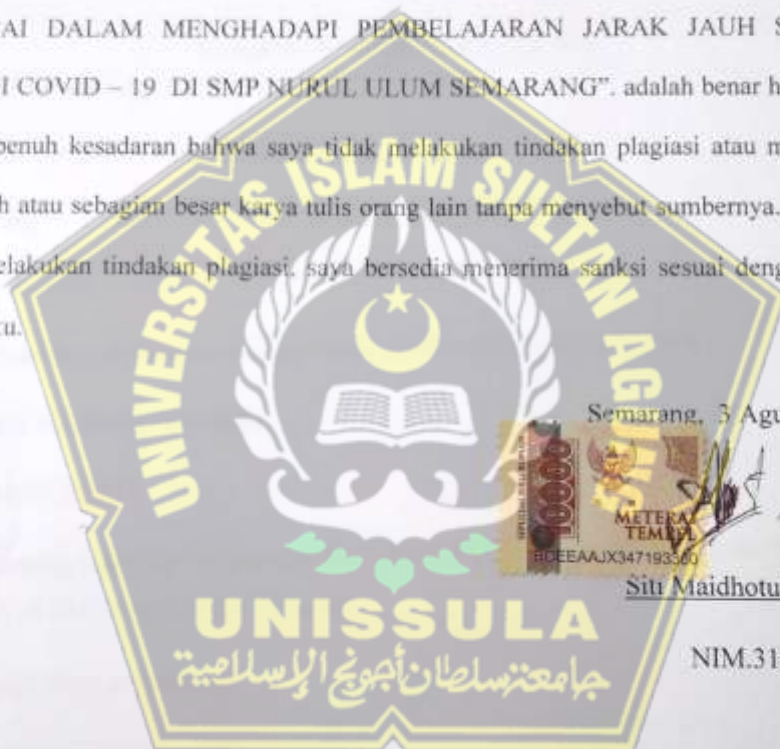 AI DALAM MENGHADAPI PEMBELAJARAN JARAK JAUH S
I COVID – 19 DI SMP NURUL ULUM SEMARANG”. adalah benar h
penuh kesadaran bahwa saya tidak melakukan tindakan plagiasi atau m
h atau sebagian besar karya tulis orang lain tanpa menyebut sumbernya.
elakukan tindakan plagiasi. saya bersedia menerima sanksi sesuai deng
u.
UNIVERSITAS ISLAM SULTAN AGUNG
Semarang, 3 Agu
10000
METERAI
TEMPEL
Siti Maidhotu
NIM.31
UNISSULA
جامعة سلطان أجونج الإسلامية